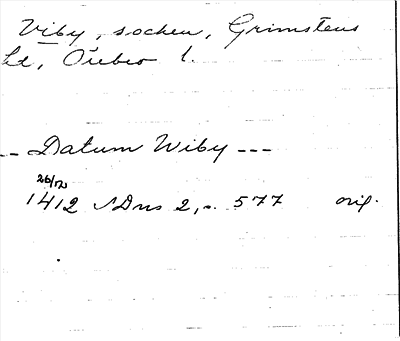 Viby, socken, Grimstens
hd, Örebro l.
-- Datum Wiby ---
26/12
1412 SDns 2, s. 577 orig.